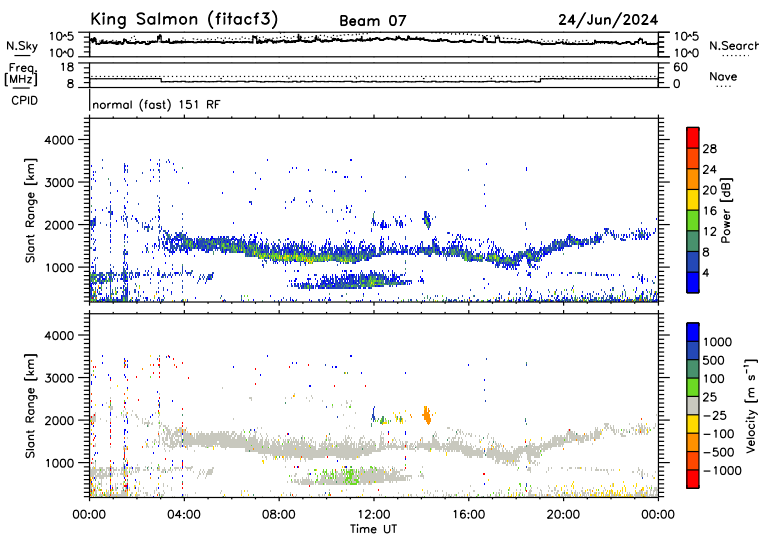 King Salmon (fitacf3) Beam 07 24/Jun/2024
N.Sky 10^5 10^0 10^5 10^0 N.Search
Freq. [MHz] 18 8 60 0 Nave
CPID normal (fast) 151 RF
Slant Range [km] 4000 3000 2000 1000
28 24 20 16 12 8 4 Power [dB]
Slant Range [km] 4000 3000 2000 1000
1000 500 100 25 −25 −100 −500 −1000 Velocity [m s^-1]
00:00 04:00 08:00 12:00 16:00 20:00 00:00
Time UT